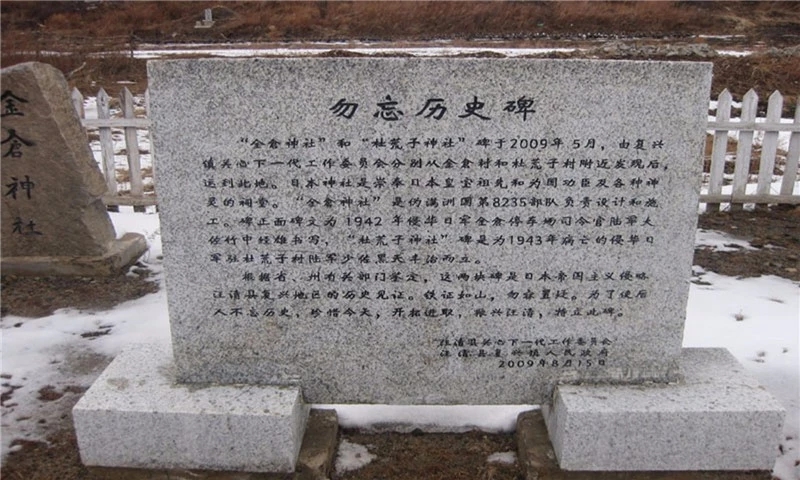 金倉神社
勿忘历史碑
“金倉神社”和“杜荒子神社”碑于2009年5月，由复兴
镇关心下一代工作委员会分别从金倉村和杜荒子村附近发现后，
运到此地。日本神社是崇奉日本皇室祖先和为国功臣及各种神
灵的祠堂。“金倉神社”是伪满洲国第8235部队负责设计和施
工。碑正面碑文为1942年侵华日军金倉停车场司令官陆军大
佐竹中经雄书写，“杜荒子神社”碑是为1943年病亡的侵华日
军驻杜荒子村陆军少佐黑天丰治而立。
根据省、州有关部门鉴定，这两块碑是日本帝国主义侵略
汪清县复兴地区的历史见证。铁证如山，勿容置疑。为了使后
人不忘历史，珍惜今天，开拓进取，振兴汪清，特立此碑。
汪清县关心下一代工作委员会
汪清县复兴镇人民政府
2009年8月15日